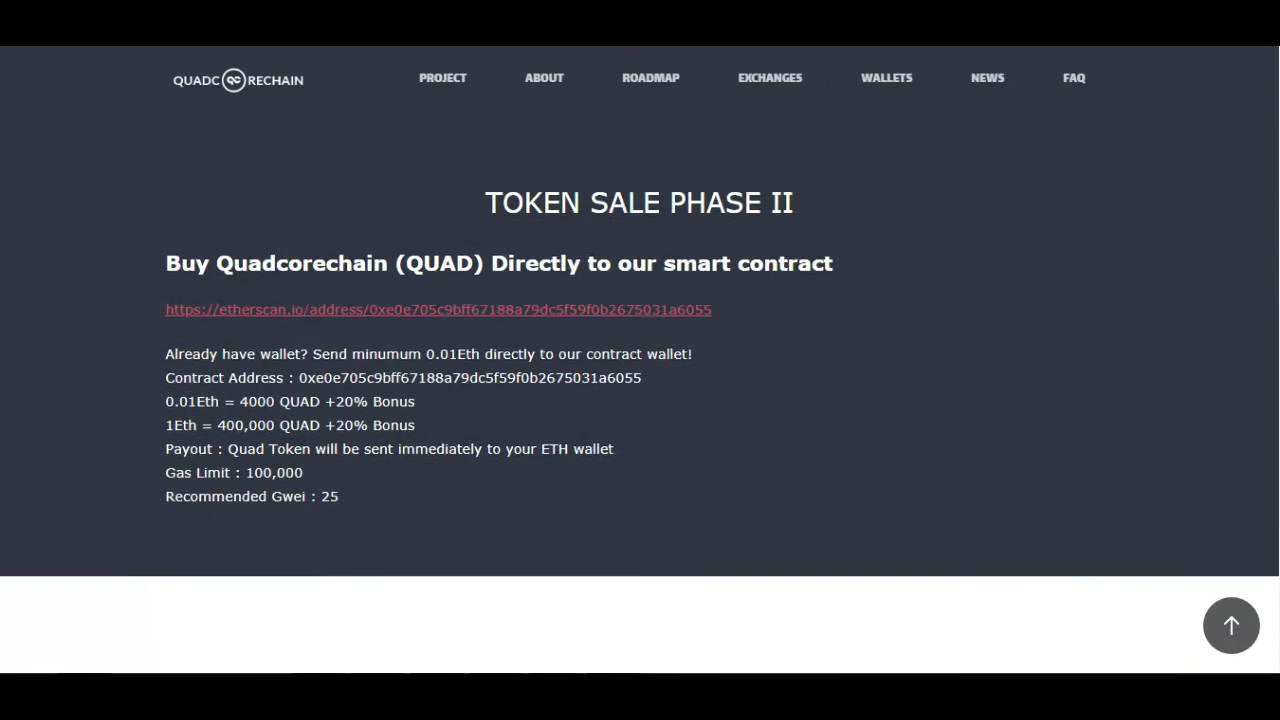 QUADC QC RECHAIN PROJECT ABOUT ROADMAP EXCHANGES WALLETS NEWS FAQ
TOKEN SALE PHASE II
Buy Quadcorechain (QUAD) Directly to our smart contract
https://etherscan.io/address/0xe0e705c9bff67188a79dc5f59f0b2675031a6055
Already have wallet? Send minumum 0.01Eth directly to our contract wallet!
Contract Address : 0xe0e705c9bff67188a79dc5f59f0b2675031a6055
0.01Eth = 4000 QUAD +20% Bonus
1Eth = 400,000 QUAD +20% Bonus
Payout : Quad Token will be sent immediately to your ETH wallet
Gas Limit : 100,000
Recommended Gwei : 25